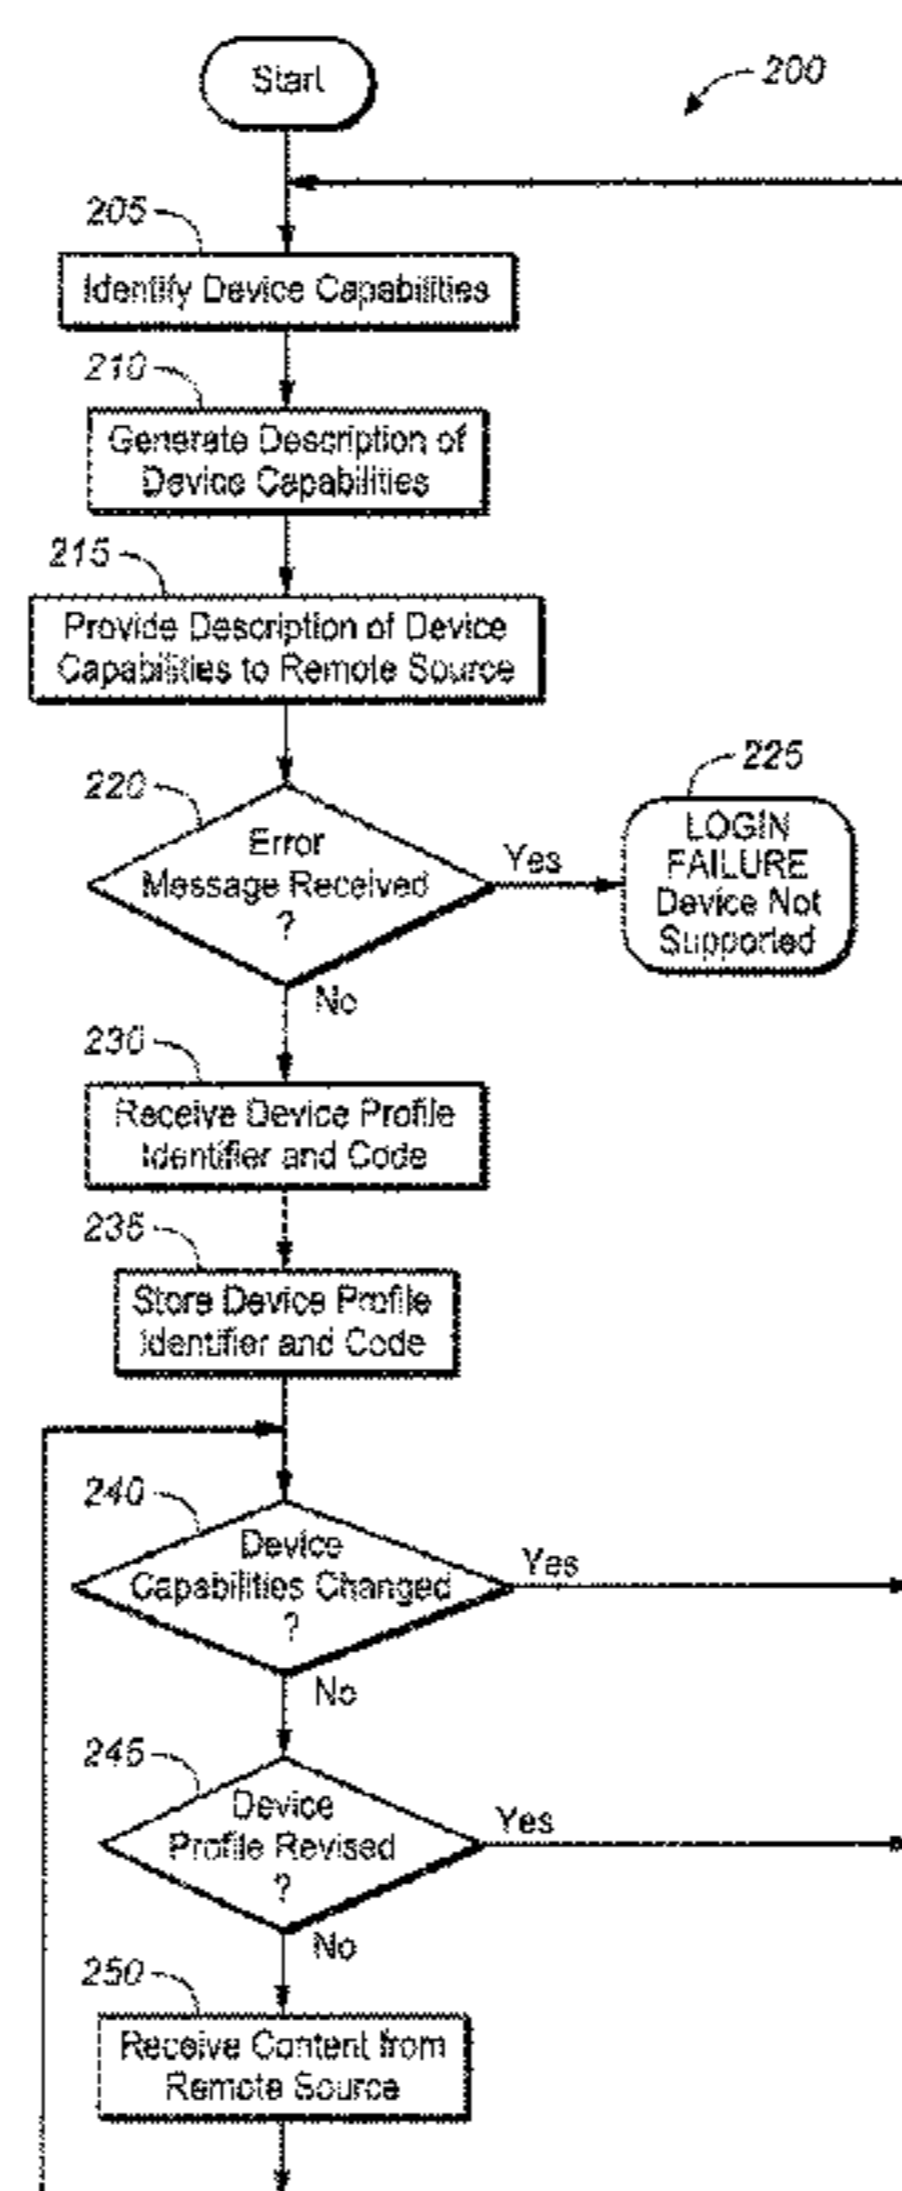 Start
200
205
Identify Device Capabilities
210
Generate Description of
Device Capabilities
215
Provide Description of Device
Capabilities to Remote Source
220
Error
Message Received
?
Yes
225
LOGIN
FAILURE
Device Not
Supported
No
230
Receive Device Profile
Identifier and Code
235
Store Device Profile
Identifier and Code
240
Device
Capabilities Changed
?
Yes
No
245
Device
Profile Revised
?
Yes
No
250
Receive Content from
Remote Source